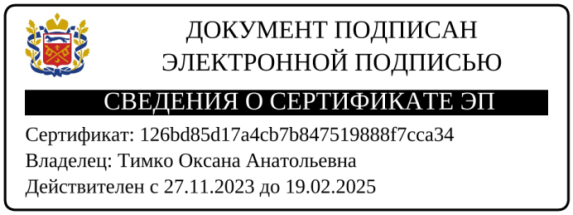 ДОКУМЕНТ ПОДПИСАН
ЭЛЕКТРОННОЙ ПОДПИСЬЮ
СВЕДЕНИЯ О СЕРТИФИКАТЕ ЭП
Сертификат: 126bd85d17a4cb7b847519888f7cca34
Владелец: Тимко Оксана Анатольевна
Действителен с 27.11.2023 до 19.02.2025